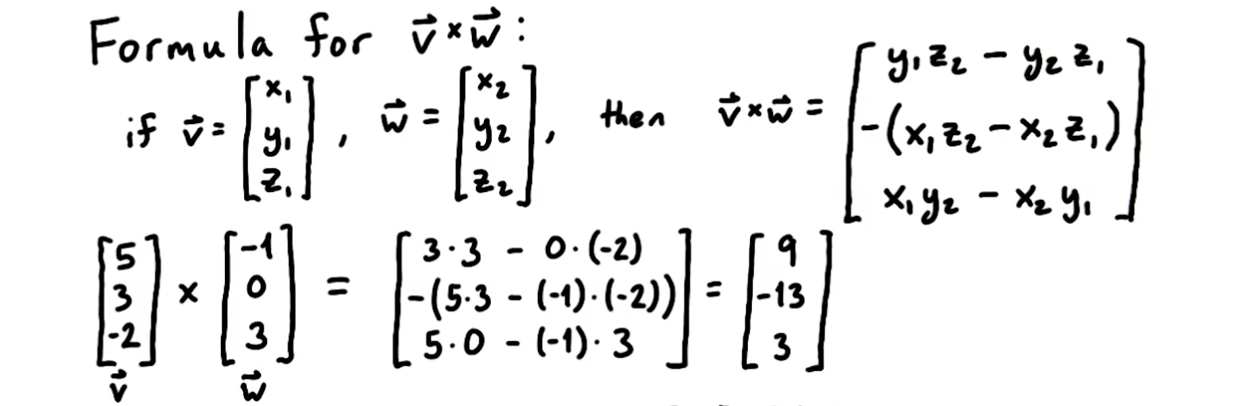 Formula for v⃗ × w⃗ :
if v⃗ = [x₁ y₁ z₁], w⃗ = [x₂ y₂ z₂], then v⃗ × w⃗ = [y₁z₂ − y₂z₁ −(x₁z₂ − x₂z₁) x₁y₂ − x₂y₁]
[5 3 -2] × [-1 0 3] = [3·3 − 0·(-2) −(5·3 − (-1)·(-2)) 5·0 − (-1)·3] = [9 -13 3]
v⃗ w⃗